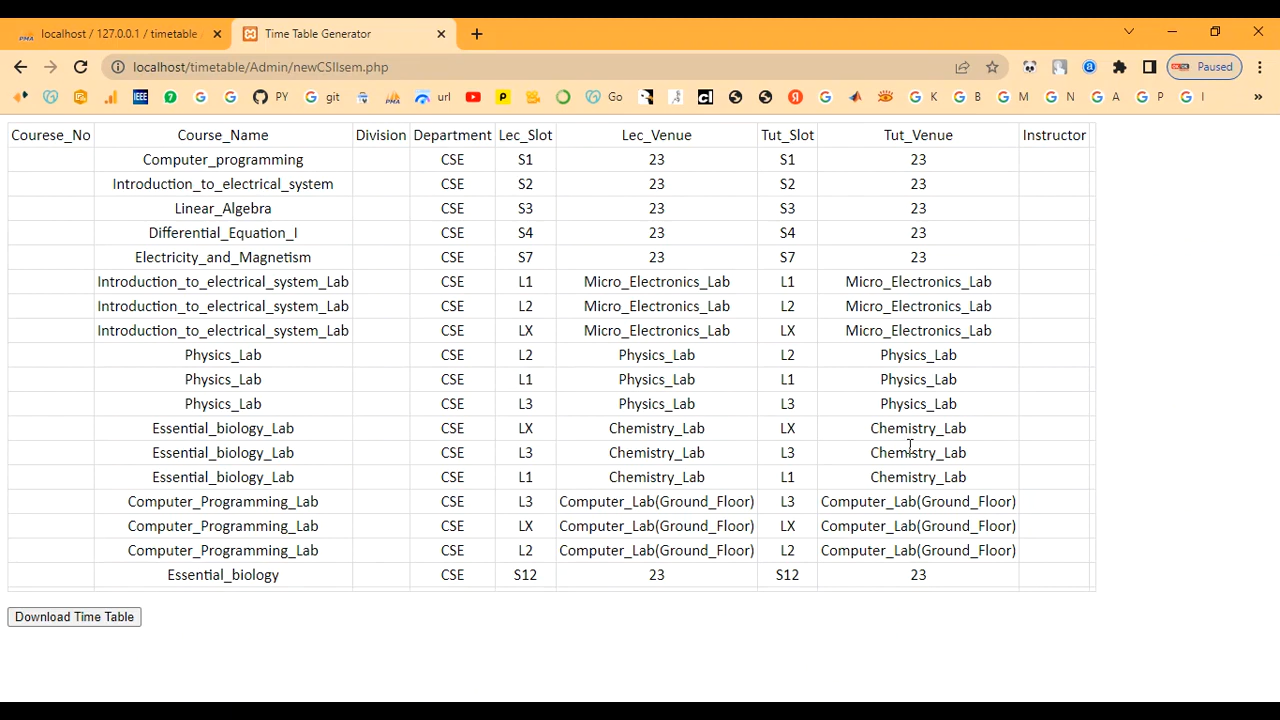 localhost / 127.0.0.1 / timetable
Time Table Generator
localhost/timetable/Admin/newCSIIsem.php
Paused
IEEE PY git PMA url Go K B M N A P I »
Courese_No Course_Name Division Department Lec_Slot Lec_Venue Tut_Slot Tut_Venue Instructor
Computer_programming CSE S1 23 S1 23
Introduction_to_electrical_system CSE S2 23 S2 23
Linear_Algebra CSE S3 23 S3 23
Differential_Equation_I CSE S4 23 S4 23
Electricity_and_Magnetism CSE S7 23 S7 23
Introduction_to_electrical_system_Lab CSE L1 Micro_Electronics_Lab L1 Micro_Electronics_Lab
Introduction_to_electrical_system_Lab CSE L2 Micro_Electronics_Lab L2 Micro_Electronics_Lab
Introduction_to_electrical_system_Lab CSE LX Micro_Electronics_Lab LX Micro_Electronics_Lab
Physics_Lab CSE L2 Physics_Lab L2 Physics_Lab
Physics_Lab CSE L1 Physics_Lab L1 Physics_Lab
Physics_Lab CSE L3 Physics_Lab L3 Physics_Lab
Essential_biology_Lab CSE LX Chemistry_Lab LX Chemistry_Lab
Essential_biology_Lab CSE L3 Chemistry_Lab L3 Chemistry_Lab
Essential_biology_Lab CSE L1 Chemistry_Lab L1 Chemistry_Lab
Computer_Programming_Lab CSE L3 Computer_Lab(Ground_Floor) L3 Computer_Lab(Ground_Floor)
Computer_Programming_Lab CSE LX Computer_Lab(Ground_Floor) LX Computer_Lab(Ground_Floor)
Computer_Programming_Lab CSE L2 Computer_Lab(Ground_Floor) L2 Computer_Lab(Ground_Floor)
Essential_biology CSE S12 23 S12 23
Download Time Table